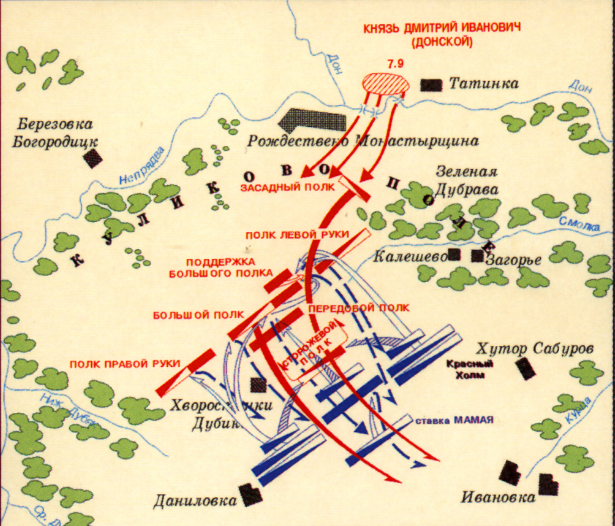 КНЯЗЬ ДМИТРИЙ ИВАНОВИЧ
(ДОНСКОЙ)
7.9
Татинка
Дон
Дон
Березовка
Богородицк
Непрядва
Рождествено Монастырщина
КУЛИКОВО ПОЛЕ
ЗАСАДНЫЙ ПОЛК
Зеленая
Дубрава
Смолка
ПОЛК ЛЕВОЙ РУКИ
Калешево
Загорье
ПОДДЕРЖКА
БОЛЬШОГО ПОЛКА
БОЛЬШОЙ ПОЛК
ПЕРЕДОВОЙ ПОЛК
СТОРОЖЕВОЙ
ПОЛК
ПОЛК ПРАВОЙ РУКИ
Красный
Холм
Хутор Сабуров
Ниж. Дубик
ставка МАМАЯ
Даниловка
Ивановка